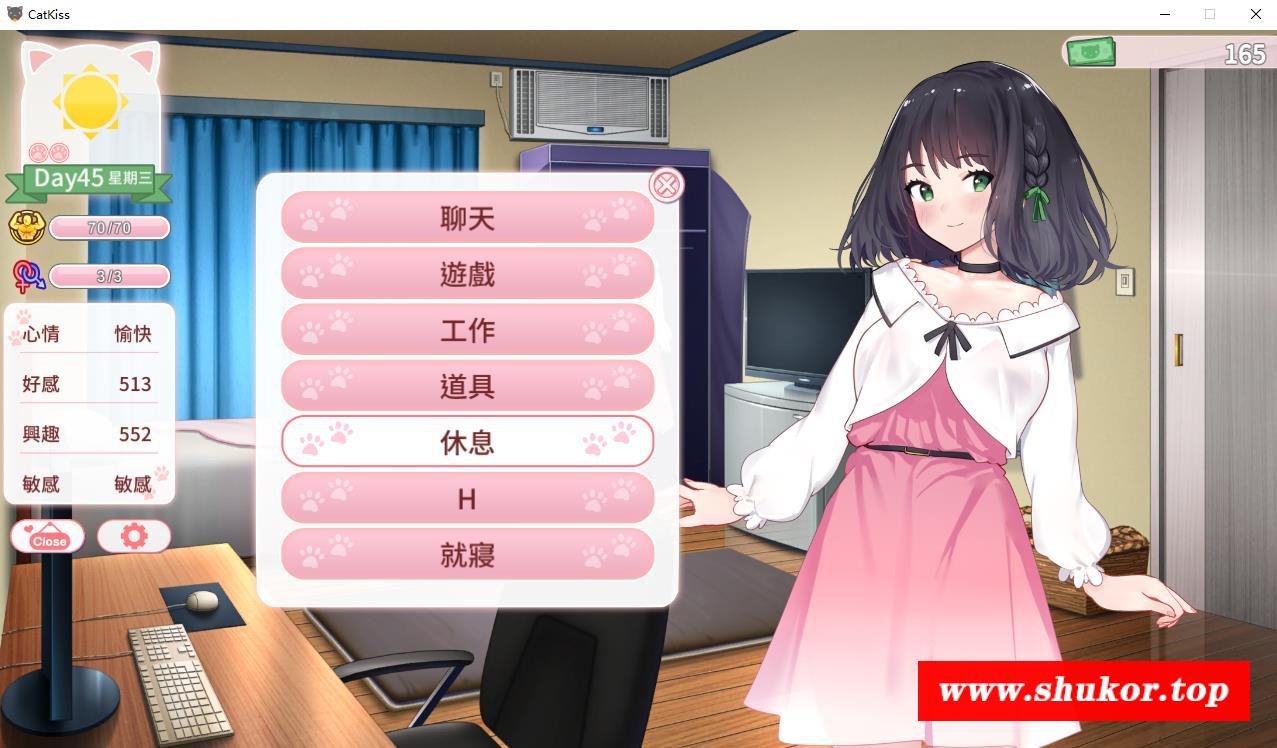 CatKiss
165
Day45 星期三
70/70
3/3
心情 愉快
好感 513
興趣 552
敏感 敏感
Close
聊天
遊戲
工作
道具
休息
H
就寢
www.shukor.top